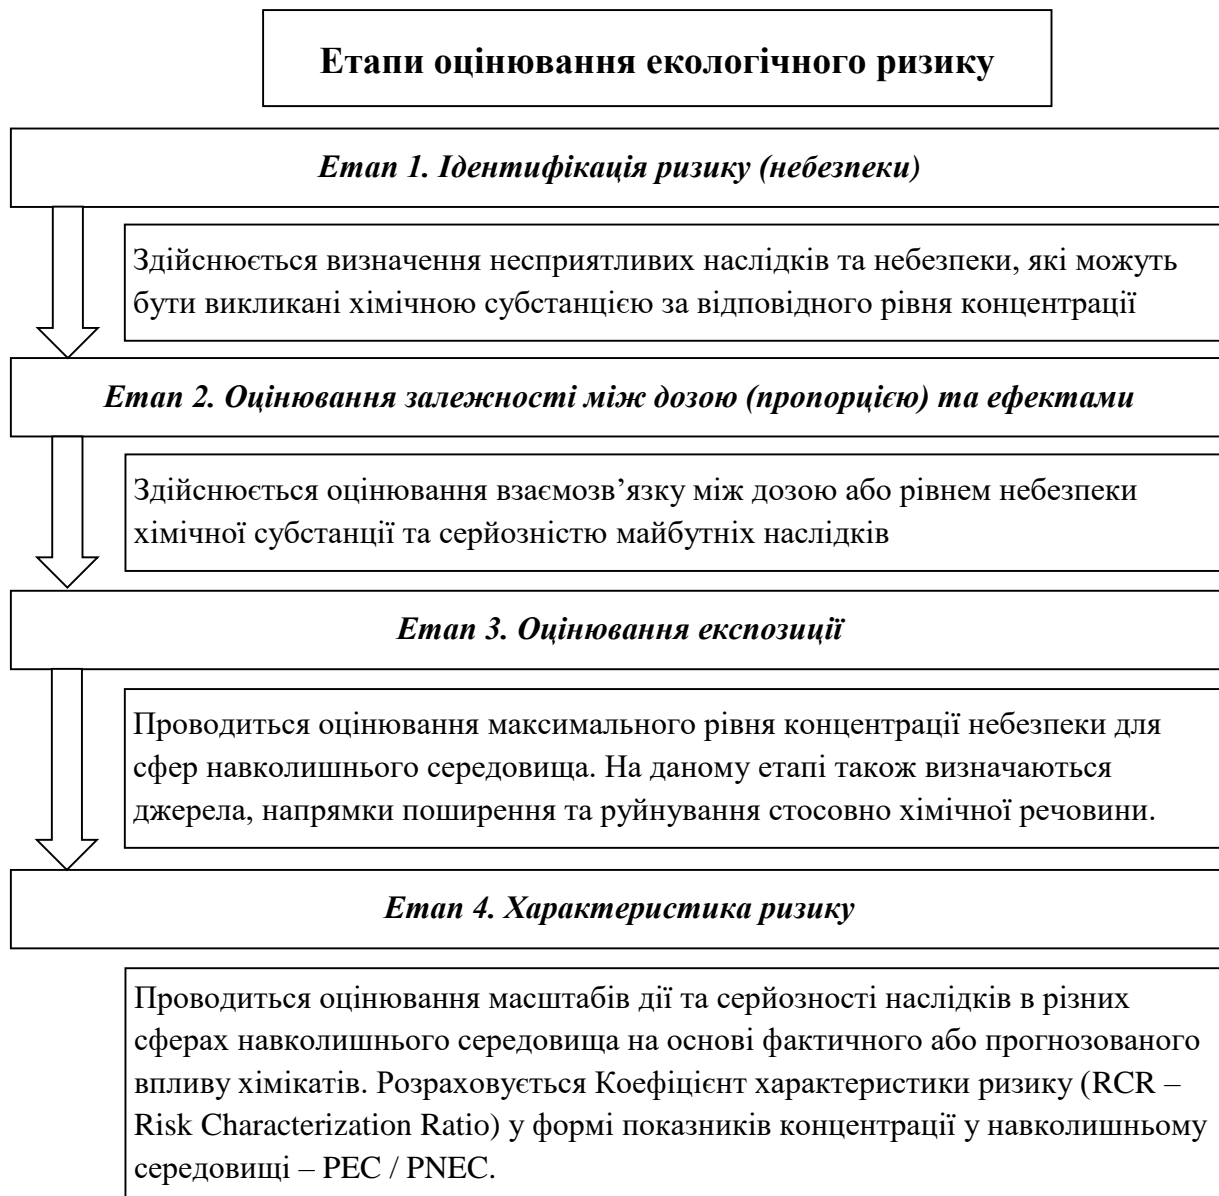 Етапи оцінювання екологічного ризику
Етап 1. Ідентифікація ризику (небезпеки)
Здійснюється визначення несприятливих наслідків та небезпеки, які можуть
бути викликані хімічною субстанцією за відповідного рівня концентрації
Етап 2. Оцінювання залежності між дозою (пропорцією) та ефектами
Здійснюється оцінювання взаємозв’язку між дозою або рівнем небезпеки
хімічної субстанції та серйозністю майбутніх наслідків
Етап 3. Оцінювання експозиції
Проводиться оцінювання максимального рівня концентрації небезпеки для
сфер навколишнього середовища. На даному етапі також визначаються
джерела, напрямки поширення та руйнування стосовно хімічної речовини.
Етап 4. Характеристика ризику
Проводиться оцінювання масштабів дії та серйозності наслідків в різних
сферах навколишнього середовища на основі фактичного або прогнозованого
впливу хімікатів. Розраховується Коефіцієнт характеристики ризику (RCR –
Risk Characterization Ratio) у формі показників концентрації у навколишньому
середовищі – PEC / PNEC.